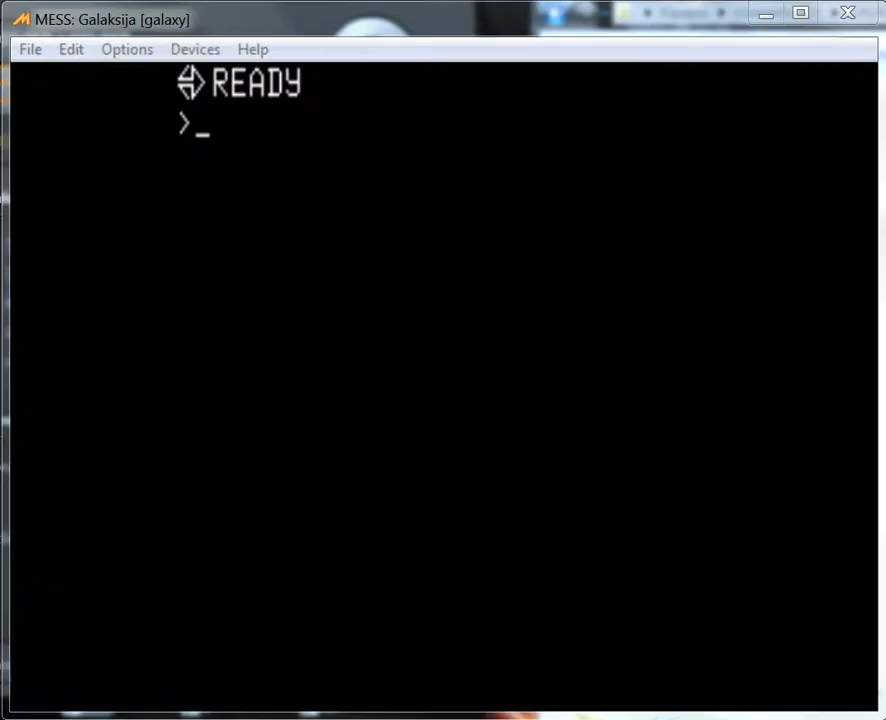 MESS: Galaksija [galaxy]
File Edit Options Devices Help
READY
>_